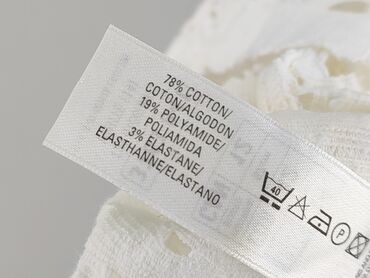 78% COTTON/
COTON/ALGODON
19% POLYAMIDE/
POLIAMIDA
3% ELASTANE/
ELASTHANNE/ELASTANO
40
P